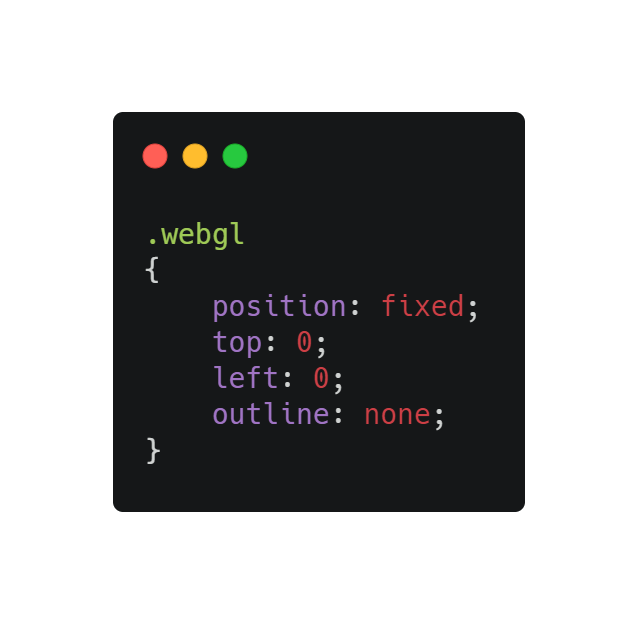 .webgl
{
    position: fixed;
    top: 0;
    left: 0;
    outline: none;
}